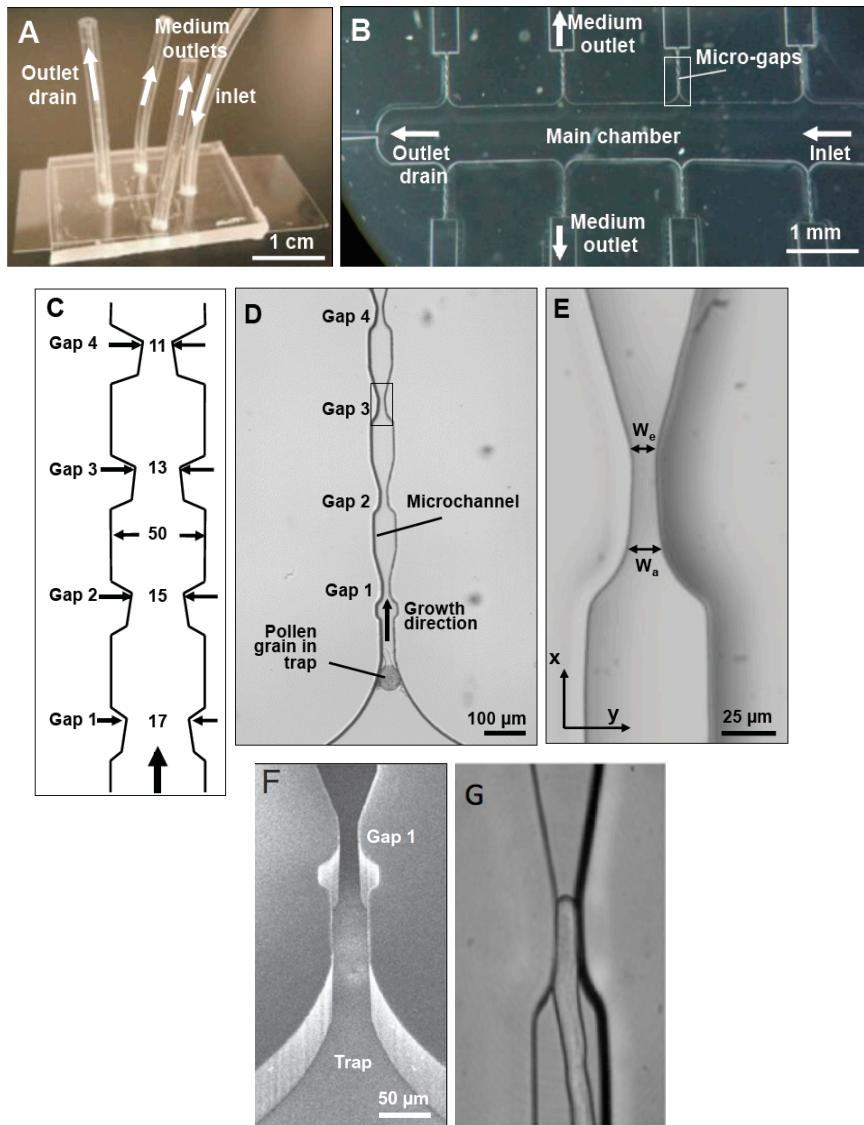 A
Medium
outlets
Outlet
drain
inlet
1 cm
B
Medium
outlet
Micro-gaps
Main chamber
Outlet
drain
Inlet
Medium
outlet
1 mm
C
Gap 4
11
Gap 3
13
50
Gap 2
15
Gap 1
17
D
Gap 4
Gap 3
Gap 2
Microchannel
Gap 1
Growth
direction
Pollen
grain in
trap
100 µm
E
We
Wa
x
y
25 µm
F
Gap 1
Trap
50 µm
G